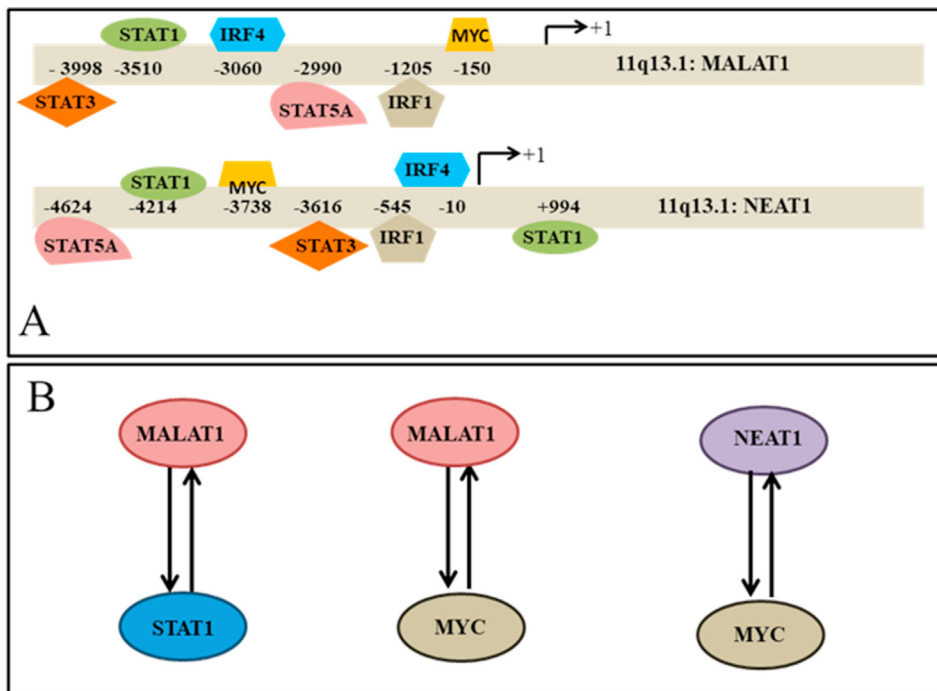 STAT1 IRF4 MYC
+1
- 3998 -3510 -3060 -2990 -1205 -150 11q13.1: MALAT1
STAT3 STAT5A IRF1
STAT1 MYC IRF4 +1
-4624 -4214 -3738 -3616 -545 -10 +994 11q13.1: NEAT1
STAT5A STAT3 IRF1 STAT1
A
B
MALAT1 MALAT1 NEAT1
STAT1 MYC MYC